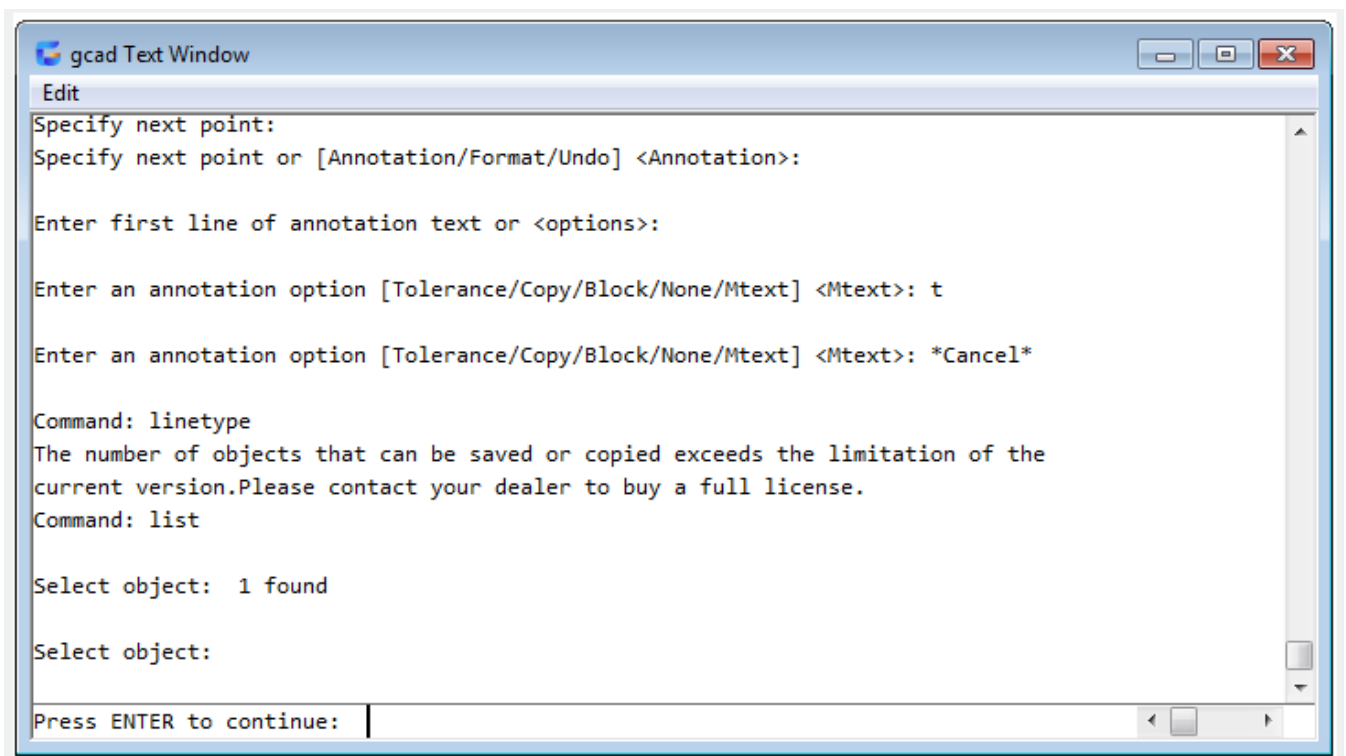 gcad Text Window
Edit
Specify next point:
Specify next point or [Annotation/Format/Undo] <Annotation>:
Enter first line of annotation text or <options>:
Enter an annotation option [Tolerance/Copy/Block/None/Mtext] <Mtext>: t
Enter an annotation option [Tolerance/Copy/Block/None/Mtext] <Mtext>: *Cancel*
Command: linetype
The number of objects that can be saved or copied exceeds the limitation of the
current version.Please contact your dealer to buy a full license.
Command: list
Select object:  1 found
Select object:
Press ENTER to continue: